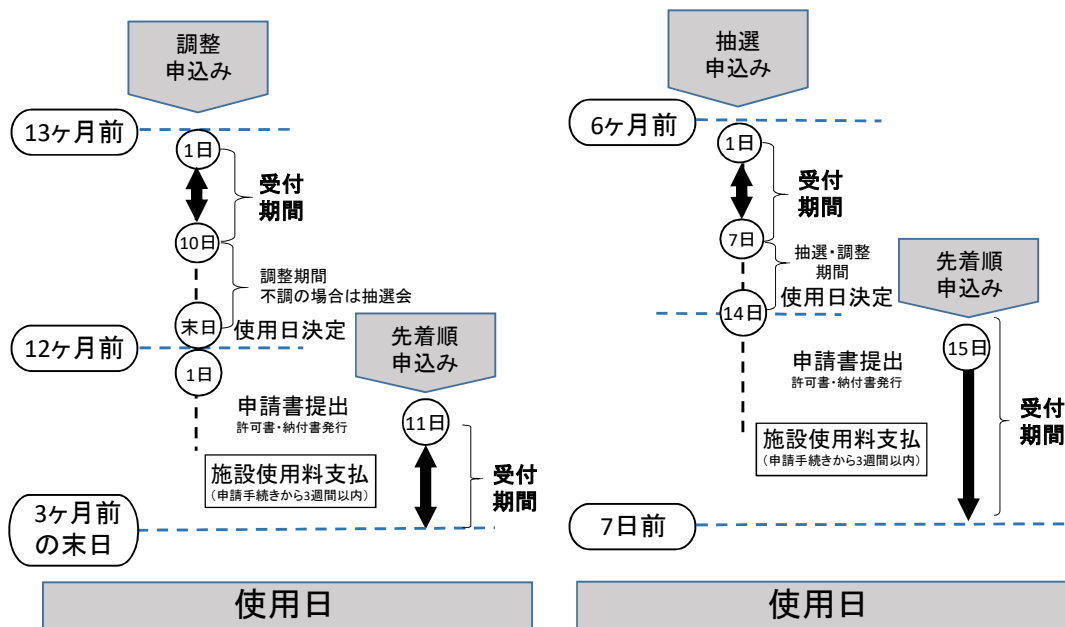 調整
申込み
13ヶ月前
1日
受付
期間
10日
調整期間
不調の場合は抽選会
末日
使用日決定
12ヶ月前
1日
先着順
申込み
申請書提出
許可書・納付書発行
11日
施設使用料支払
（申請手続きから3週間以内）
受付
期間
3ヶ月前
の末日
使用日
抽選
申込み
6ヶ月前
1日
受付
期間
7日
抽選・調整
期間
使用日決定
14日
先着順
申込み
15日
申請書提出
許可書・納付書発行
受付
期間
施設使用料支払
（申請手続きから3週間以内）
7日前
使用日